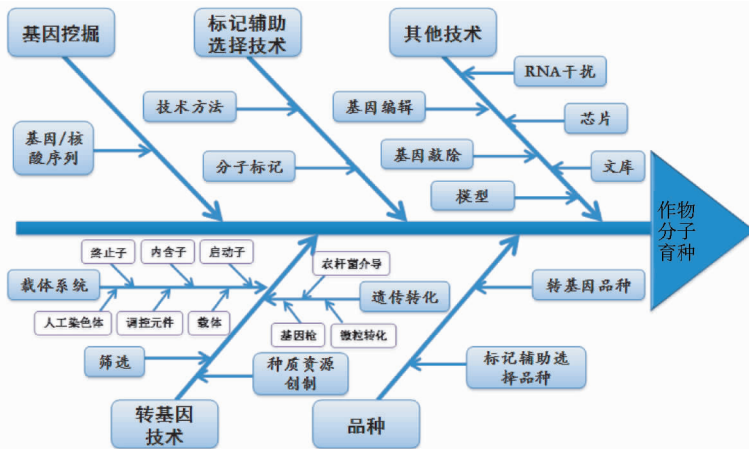 基因挖掘
标记辅助
选择技术
其他技术
RNA干扰
技术方法
基因编辑
芯片
基因/核
酸序列
分子标记
基因敲除
文库
模型
作物
分子
育种
终止子
内含子
启动子
农杆菌介导
载体系统
遗传转化
转基因品种
人工染色体
调控元件
载体
基因枪
微粒转化
筛选
种质资源
创制
标记辅助选
择品种
转基因
技术
品种